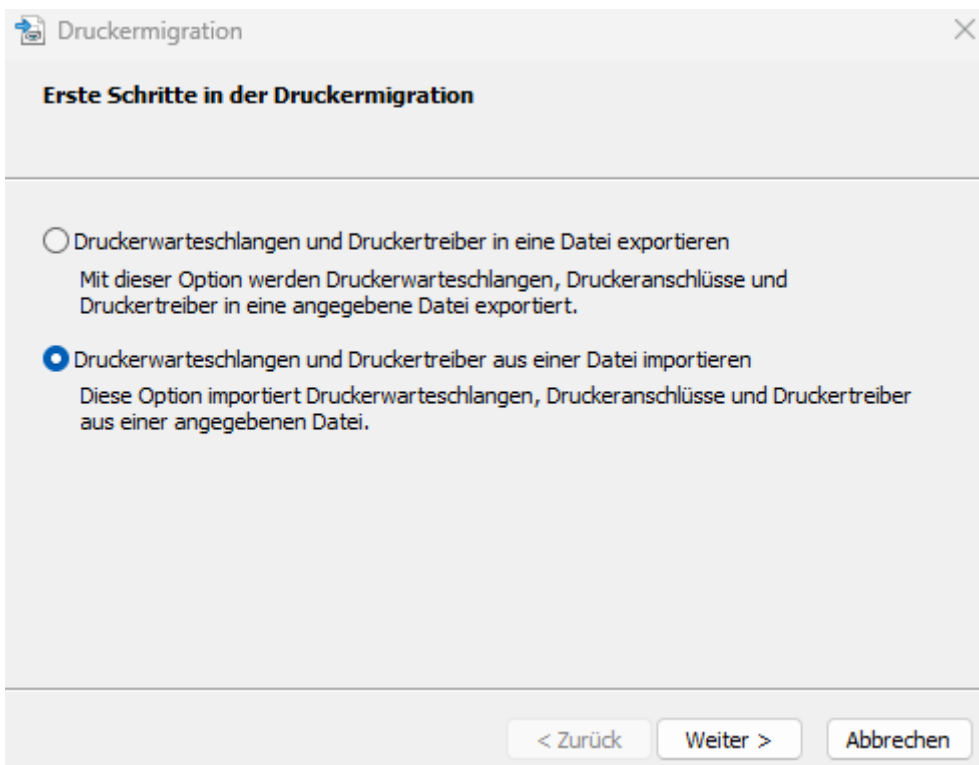 Druckermigration
Erste Schritte in der Druckermigration
Druckerwarteschlangen und Druckertreiber in eine Datei exportieren
Mit dieser Option werden Druckerwarteschlangen, Druckeranschlüsse und
Druckertreiber in eine angegebene Datei exportiert.
Druckerwarteschlangen und Druckertreiber aus einer Datei importieren
Diese Option importiert Druckerwarteschlangen, Druckeranschlüsse und Druckertreiber
aus einer angegebenen Datei.
< Zurück Weiter > Abbrechen